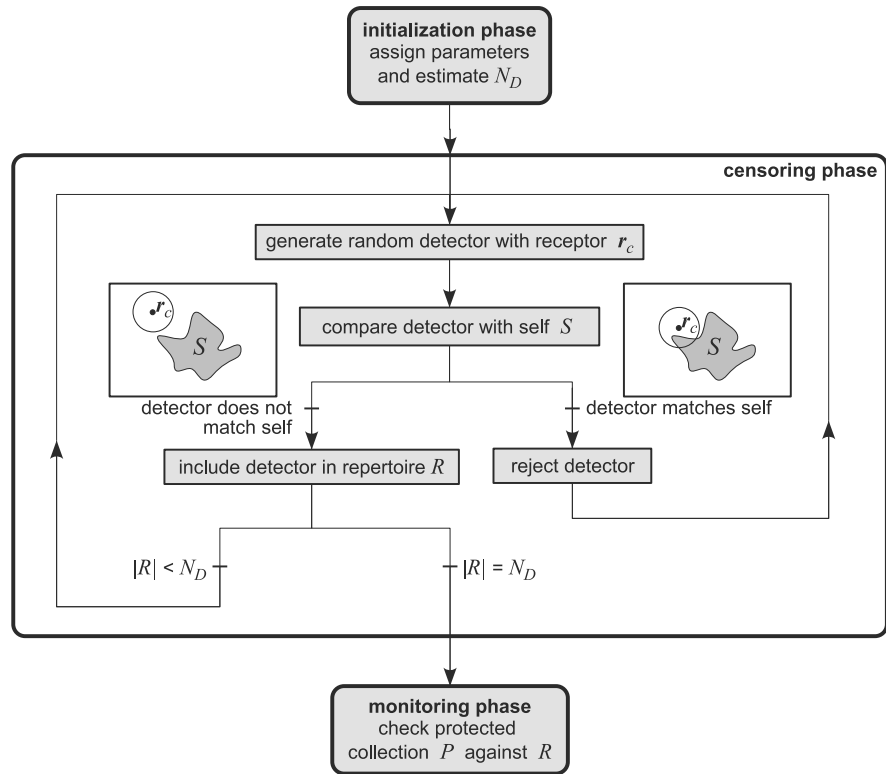 initialization phase
assign parameters
and estimate N_D
censoring phase
generate random detector with receptor r_c
r_c
S
compare detector with self S
r_c
S
detector does not
match self
detector matches self
include detector in repertoire R
reject detector
|R| < N_D
|R| = N_D
monitoring phase
check protected
collection P against R